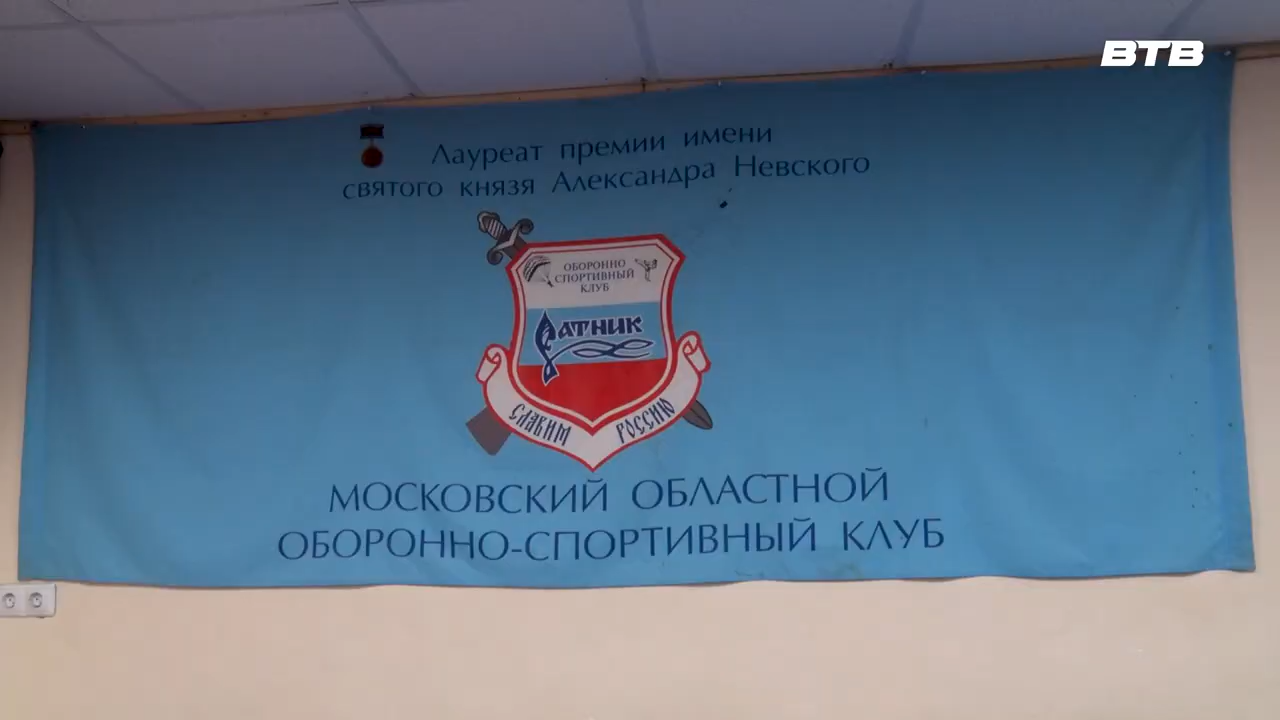 ВТВ
Лауреат премии имени
святого князя Александра Невского
ОБОРОННО
СПОРТИВНЫЙ
КЛУБ
РАТНИК
СЛАВИМ РОССИЮ
МОСКОВСКИЙ ОБЛАСТНОЙ
ОБОРОННО-СПОРТИВНЫЙ КЛУБ